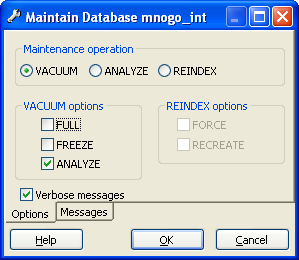 Maintain Database mnogo_int
Maintenance operation
VACUUM ANALYZE REINDEX
VACUUM options REINDEX options
FULL FORCE
FREEZE RECREATE
ANALYZE
Verbose messages
Options Messages
Help OK Cancel